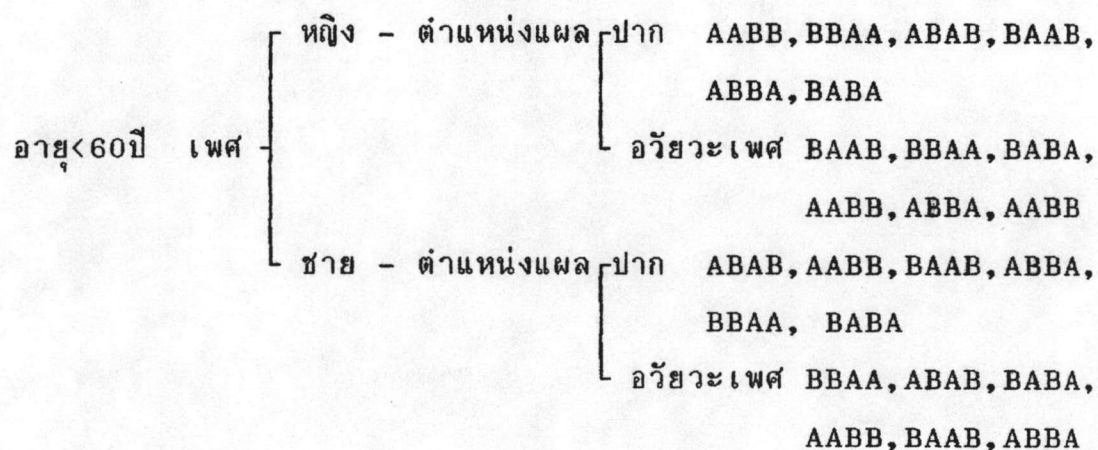 หญิง - ตำแหน่งแผล ปาก AABB,BBAA,ABAB,BAAB,
ABBA,BABA
อายุ<60ปี เพศ
อวัยวะเพศ BAAB,BBAA,BABA,
AABB,ABBA,AABB
ชาย - ตำแหน่งแผล ปาก ABAB,AABB,BAAB,ABBA,
BBAA, BABA
อวัยวะเพศ BBAA,ABAB,BABA,
AABB,BAAB,ABBA